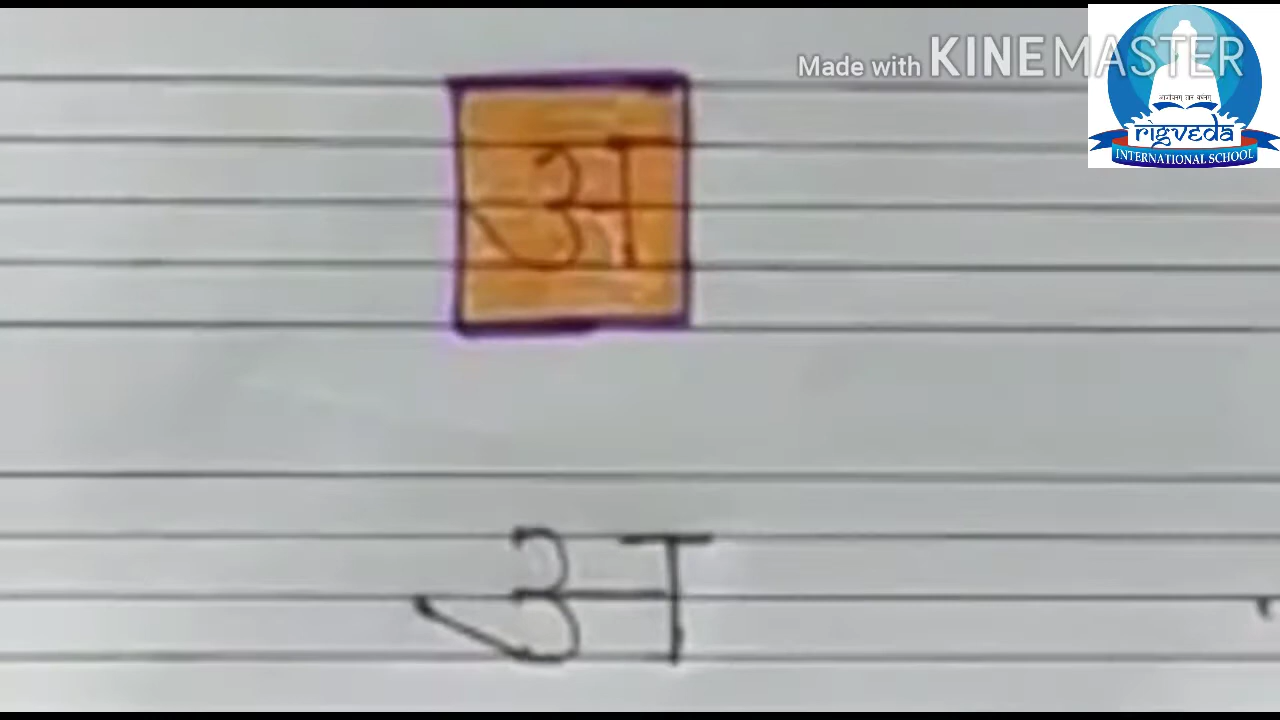 Made with KINEMASTER
rigveda
INTERNATIONAL SCHOOL
अ
अ